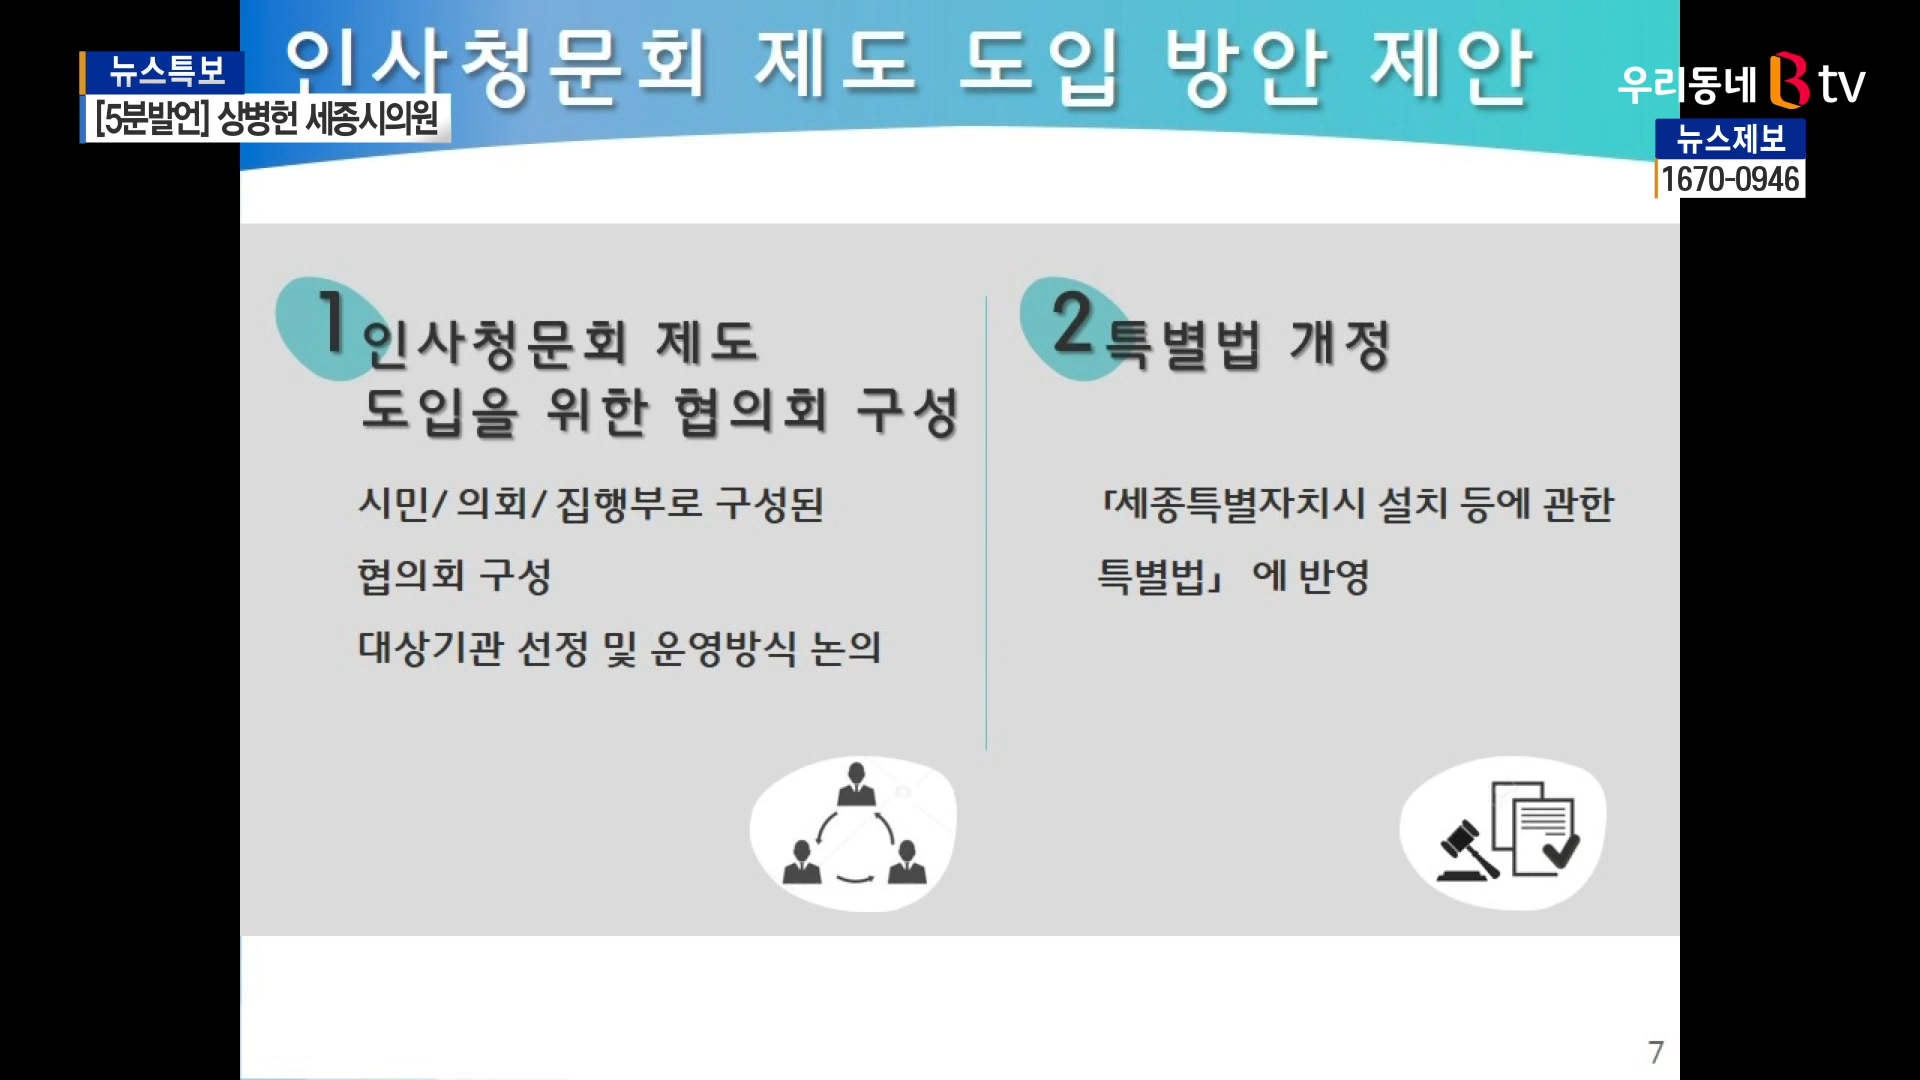 인사청문회 제도 도입 방안 제안
뉴스특보
[5분발언] 상병헌 세종시의원
우리동네 B tv
뉴스제보
1670-0946
1
인사청문회 제도
도입을 위한 협의회 구성
시민/의회/집행부로 구성된
협의회 구성
대상기관 선정 및 운영방식 논의
2
특별법 개정
「세종특별자치시 설치 등에 관한
특별법」 에 반영
7